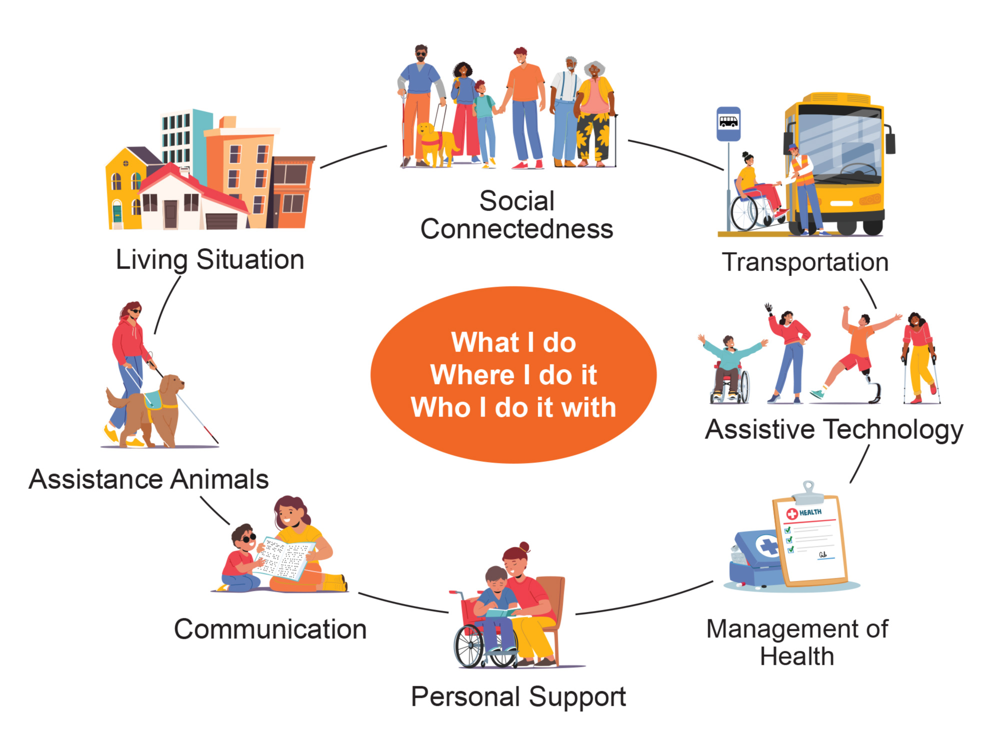 Social
Connectedness
Living Situation
Transportation
What I do
Where I do it
Who I do it with
Assistive Technology
Assistance Animals
HEALTH
Communication
Management of
Health
Personal Support